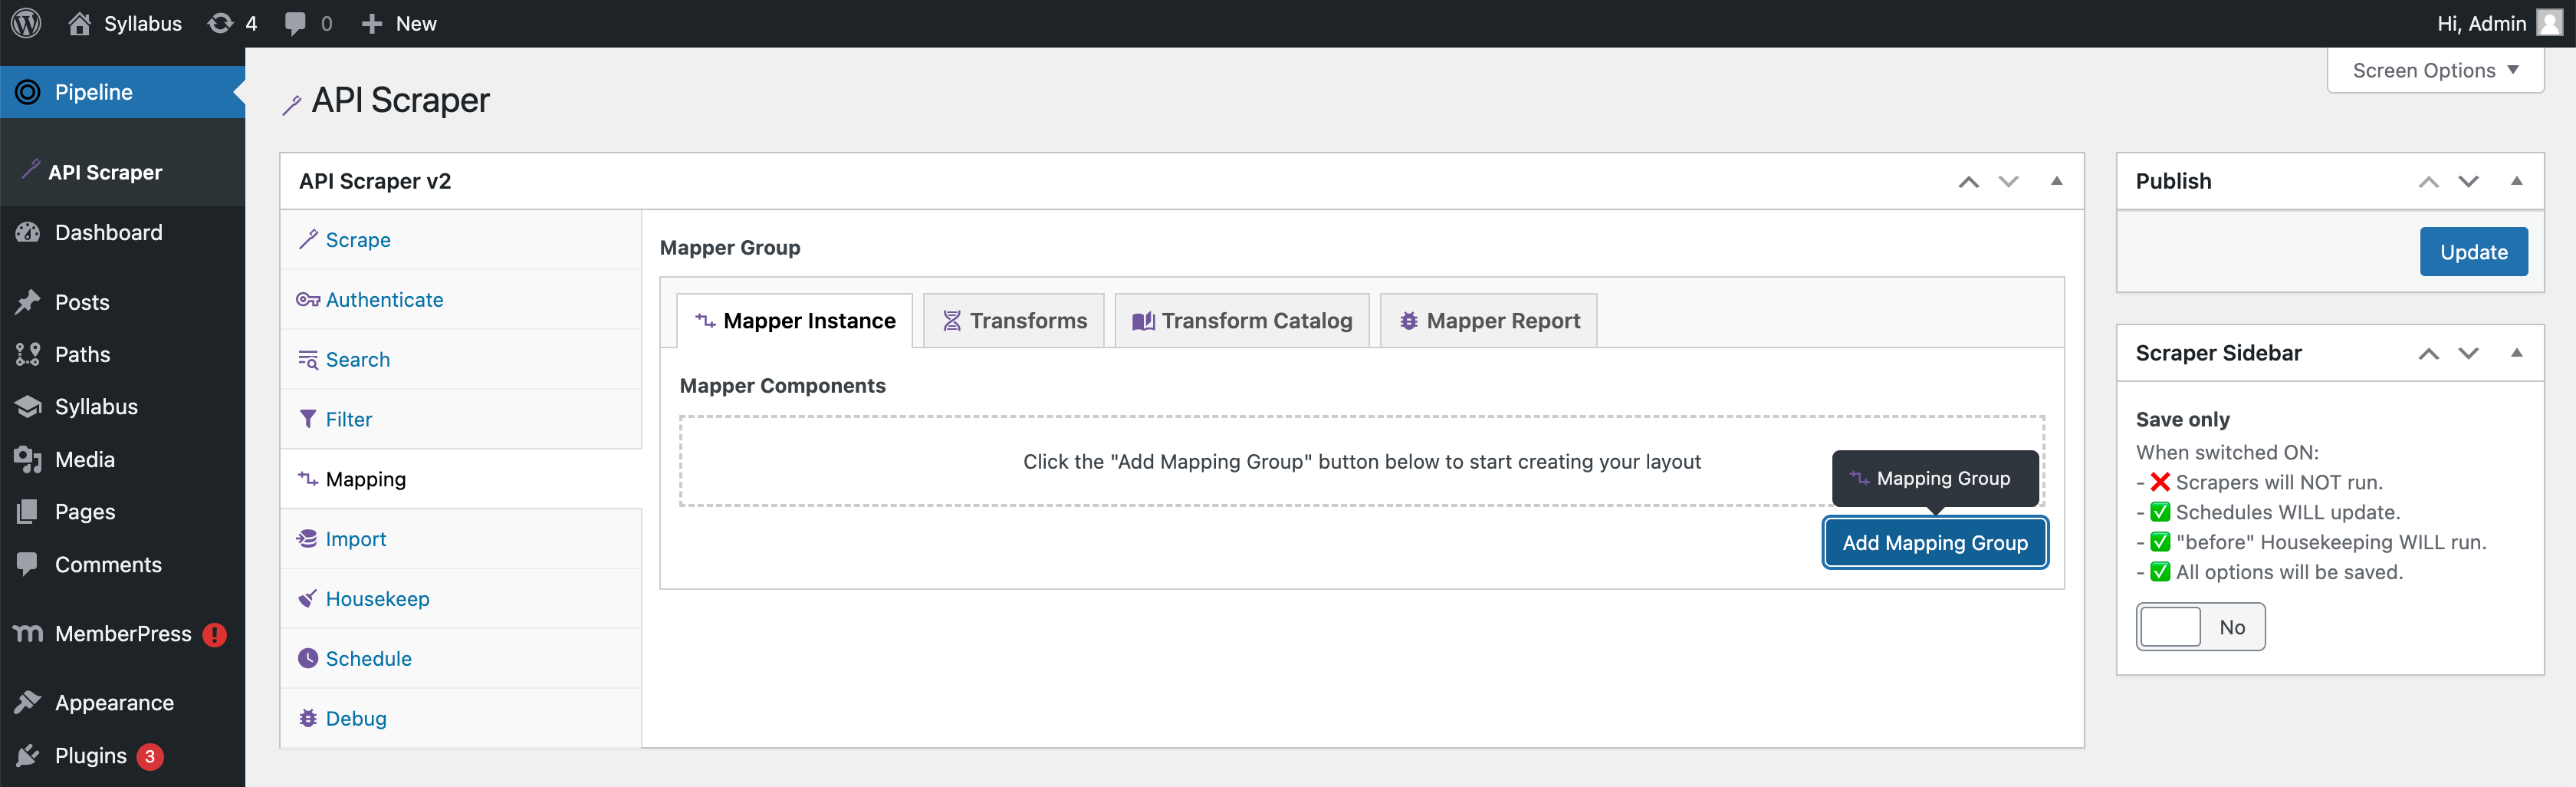 Syllabus 4 0 New
Hi, Admin
Screen Options
Pipeline
API Scraper
Dashboard
Posts
Paths
Syllabus
Media
Pages
Comments
MemberPress !
Appearance
Plugins 3
API Scraper
API Scraper v2
Scrape
Authenticate
Search
Filter
Mapping
Import
Housekeep
Schedule
Debug
Mapper Group
Mapper Instance
Transforms
Transform Catalog
Mapper Report
Mapper Components
Click the "Add Mapping Group" button below to start creating your layout
Mapping Group
Add Mapping Group
Publish
Update
Scraper Sidebar
Save only
When switched ON:
- ❌ Scrapers will NOT run.
- ✅ Schedules WILL update.
- ✅ "before" Housekeeping WILL run.
- ✅ All options will be saved.
No